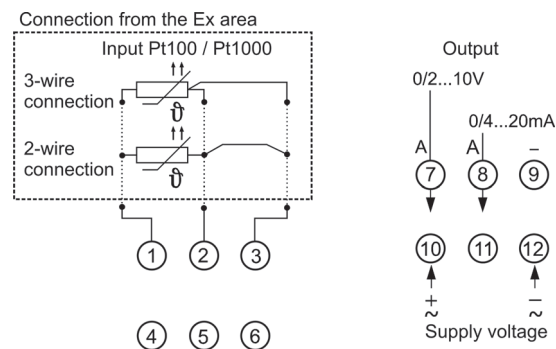 Connection from the Ex area
Input Pt100 / Pt1000
3-wire
connection
ϑ
2-wire
connection
ϑ
1 2 3
4 5 6
Output
0/2...10V
0/4...20mA
A A –
7 8 9
10 11 12
+ –
~ ~
Supply voltage